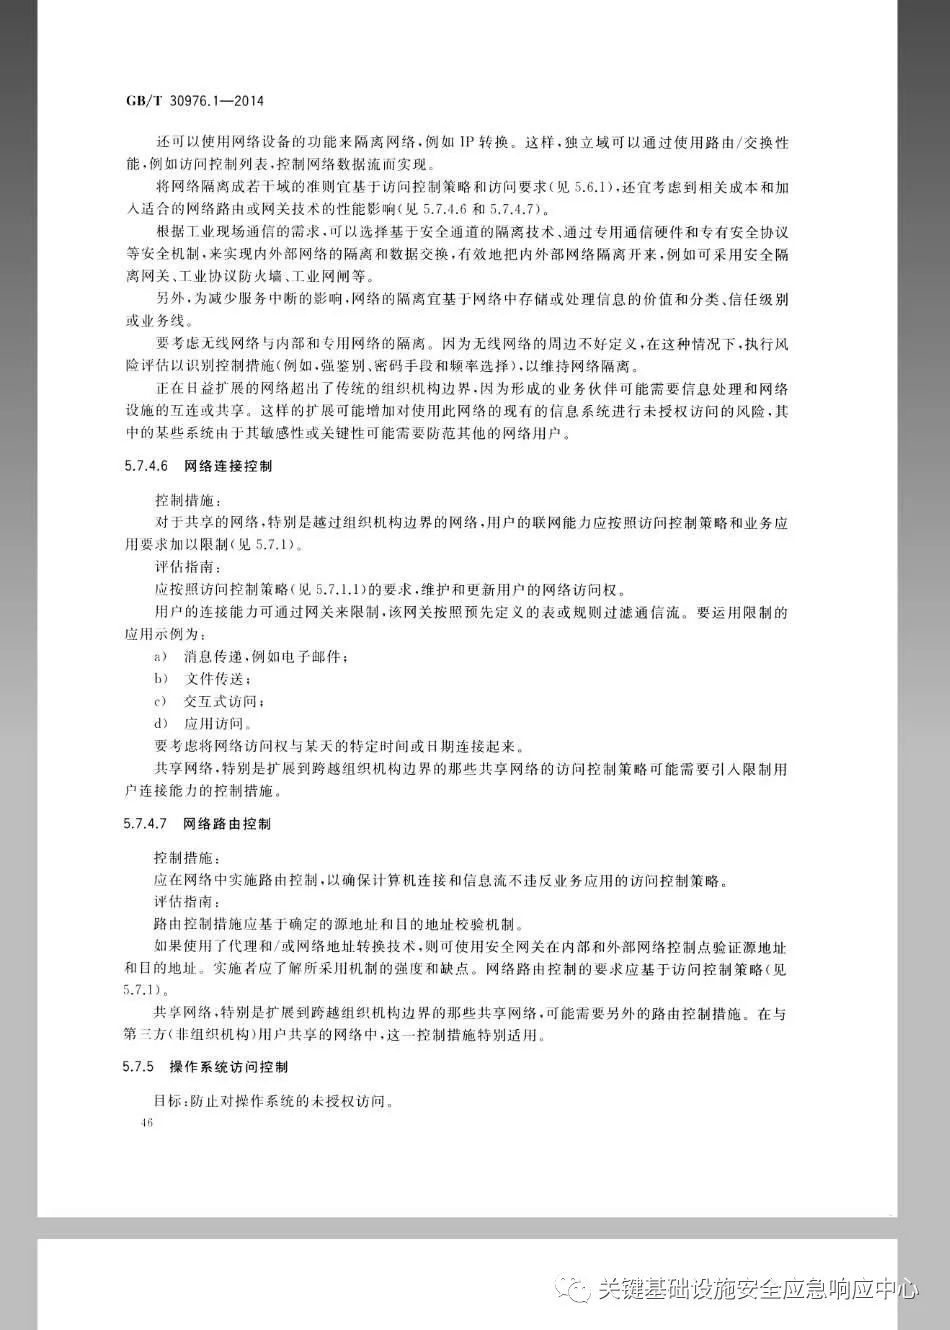 GB/T 30976.1—2014
还可以使用网络设备的功能来隔离网络,例如 IP 转换。这样,独立域可以通过使用路由/交换性
能,例如访问控制列表,控制网络数据流而实现。
将网络隔离成若干域的准则宜基于访问控制策略和访问要求(见 5.6.1),还宜考虑到相关成本和加
入适合的网络路由或网关技术的性能影响(见 5.7.4.6 和 5.7.4.7)。
根据工业现场通信的需求,可以选择基于安全通道的隔离技术、通过专用通信硬件和专有安全协议
等安全机制,来实现内外部网络的隔离和数据交换,有效地把内外部网络隔离开来,例如可采用安全隔
离网关、工业协议防火墙、工业网闸等。
另外,为减少服务中断的影响,网络的隔离宜基于网络中存储或处理信息的价值和分类、信任级别
或业务线。
要考虑无线网络与内部和专用网络的隔离。因为无线网络的周边不好定义,在这种情况下,执行风
险评估以识别控制措施(例如,强鉴别、密码手段和频率选择),以维持网络隔离。
正在日益扩展的网络超出了传统的组织机构边界,因为形成的业务伙伴可能需要信息处理和网络
设施的互连或共享。这样的扩展可能增加对使用此网络的现有的信息系统进行未授权访问的风险,其
中的某些系统由于其敏感性或关键性可能需要防范其他的网络用户。
5.7.4.6 网络连接控制
控制措施:
对于共享的网络,特别是越过组织机构边界的网络,用户的联网能力应按照访问控制策略和业务应
用要求加以限制(见 5.7.1)。
评估指南:
应按照访问控制策略(见 5.7.1.1)的要求,维护和更新用户的网络访问权。
用户的连接能力可通过网关来限制,该网关按照预先定义的表或规则过滤通信流。要运用限制的
应用示例为:
a) 消息传递,例如电子邮件;
b) 文件传送;
c) 交互式访问;
d) 应用访问。
要考虑将网络访问权与某天的特定时间或日期连接起来。
共享网络,特别是扩展到跨越组织机构边界的那些共享网络的访问控制策略可能需要引入限制用
户连接能力的控制措施。
5.7.4.7 网络路由控制
控制措施:
应在网络中实施路由控制,以确保计算机连接和信息流不违反业务应用的访问控制策略。
评估指南:
路由控制措施应基于确定的源地址和目的地址校验机制。
如果使用了代理和/或网络地址转换技术,则可使用安全网关在内部和外部网络控制点验证源地址
和目的地址。实施者应了解所采用机制的强度和缺点。网络路由控制的要求应基于访问控制策略(见
5.7.1)。
共享网络,特别是扩展到跨越组织机构边界的那些共享网络,可能需要另外的路由控制措施。在与
第三方(非组织机构)用户共享的网络中,这一控制措施特别适用。
5.7.5 操作系统访问控制
目标:防止对操作系统的未授权访问。
46
关键基础设施安全应急响应中心